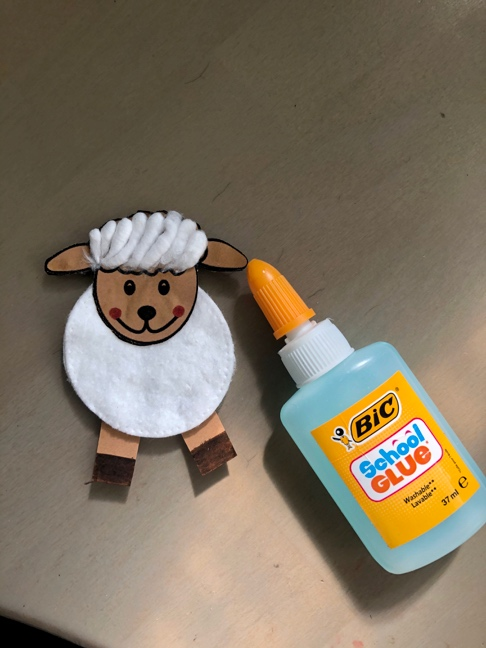 BiC®
School
GLUE
Washable**
Lavable**
37 ml ℮